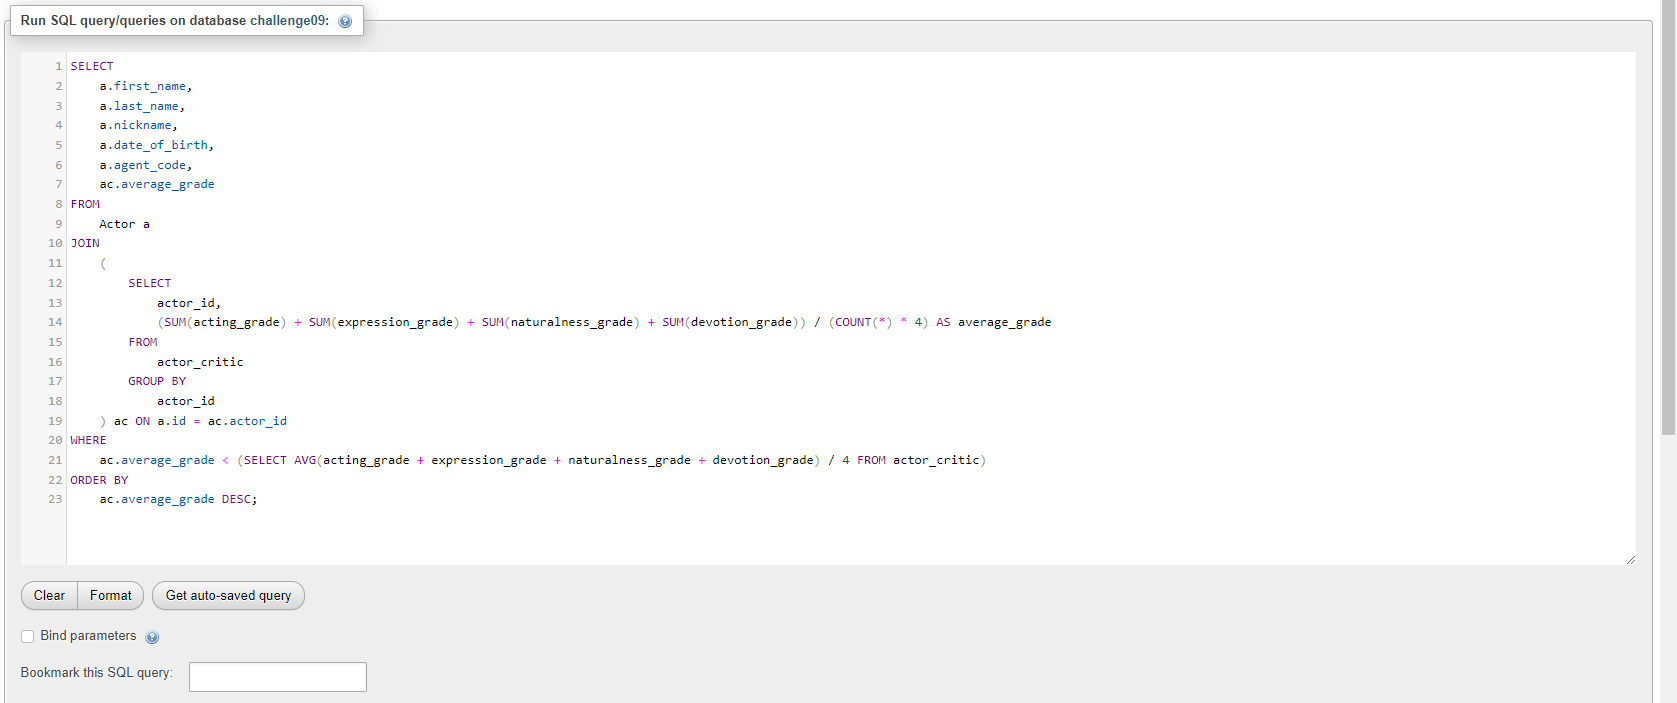 Run SQL query/queries on database challenge09:
1 SELECT
2 a.first_name,
3 a.last_name,
4 a.nickname,
5 a.date_of_birth,
6 a.agent_code,
7 ac.average_grade
8 FROM
9 Actor a
10 JOIN
11 (
12 SELECT
13 actor_id,
14 (SUM(acting_grade) + SUM(expression_grade) + SUM(naturalness_grade) + SUM(devotion_grade)) / (COUNT(*) * 4) AS average_grade
15 FROM
16 actor_critic
17 GROUP BY
18 actor_id
19 ) ac ON a.id = ac.actor_id
20 WHERE
21 ac.average_grade < (SELECT AVG(acting_grade + expression_grade + naturalness_grade + devotion_grade) / 4 FROM actor_critic)
22 ORDER BY
23 ac.average_grade DESC;
Clear Format Get auto-saved query
Bind parameters
Bookmark this SQL query: